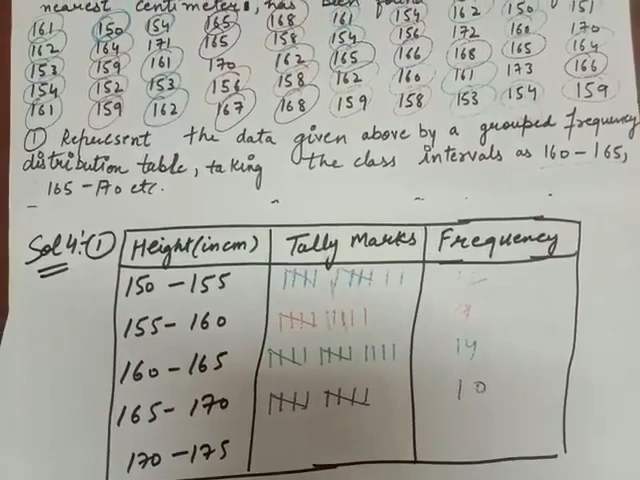 nearest centimeters, has been found
161 150 154 165 168 161 154 162 150 151
162 164 171 165 158 154 156 172 160 170
153 159 161 170 162 165 166 168 165 164
154 152 153 156 158 162 160 161 173 166
161 159 162 167 168 159 158 153 154 159
① Represent the data given above by a grouped frequency
distribution table, taking the class intervals as 160-165,
165-170 etc.
Sol 4:① Height(in cm) Tally Marks Frequency
150-155
155-160 9
160-165 14
165-170 10
170-175